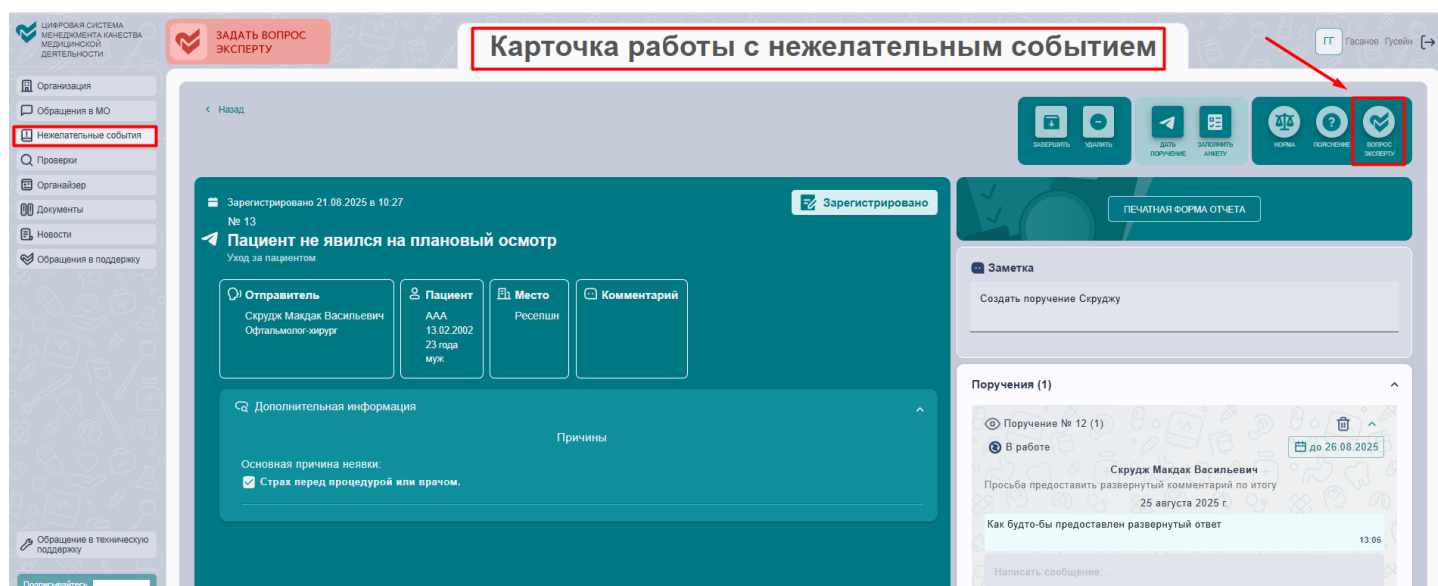 ЦИФРОВАЯ СИСТЕМА
МЕНЕДЖМЕНТА КАЧЕСТВА
МЕДИЦИНСКОЙ
ДЕЯТЕЛЬНОСТИ
ЗАДАТЬ ВОПРОС
ЭКСПЕРТУ
Карточка работы с нежелательным событием
ГГ
Гасанов Гусейн
Организация
Обращения в МО
Нежелательные события
Проверки
Органайзер
Документы
Новости
Обращения в поддержку
Обращение в техническую
поддержку
Подписывайтесь
Назад
ЗАВЕРШИТЬ
УДАЛИТЬ
ДАТЬ
ПОРУЧЕНИЕ
ЗАПОЛНИТЬ
АНКЕТУ
НОРМА
ПОЯСНЕНИЕ
ВОПРОС
ЭКСПЕРТУ
Зарегистрировано 21.08.2025 в 10:27
Зарегистрировано
№ 13
Пациент не явился на плановый осмотр
Уход за пациентом
Отправитель
Скрудж Макдак Васильевич
Офтальмолог-хирург
Пациент
ААА
13.02.2002
23 года
муж
Место
Ресепшн
Комментарий
Дополнительная информация
Причины
Основная причина неявки:
Страх перед процедурой или врачом.
ПЕЧАТНАЯ ФОРМА ОТЧЕТА
Заметка
Создать поручение Скруджу
Поручения (1)
Поручение № 12 (1)
В работе
до 26.08.2025
Скрудж Макдак Васильевич
Просьба предоставить развернутый комментарий по итогу
25 августа 2025 г.
Как будто-бы предоставлен развернутый ответ
13:06
Написать сообщение...